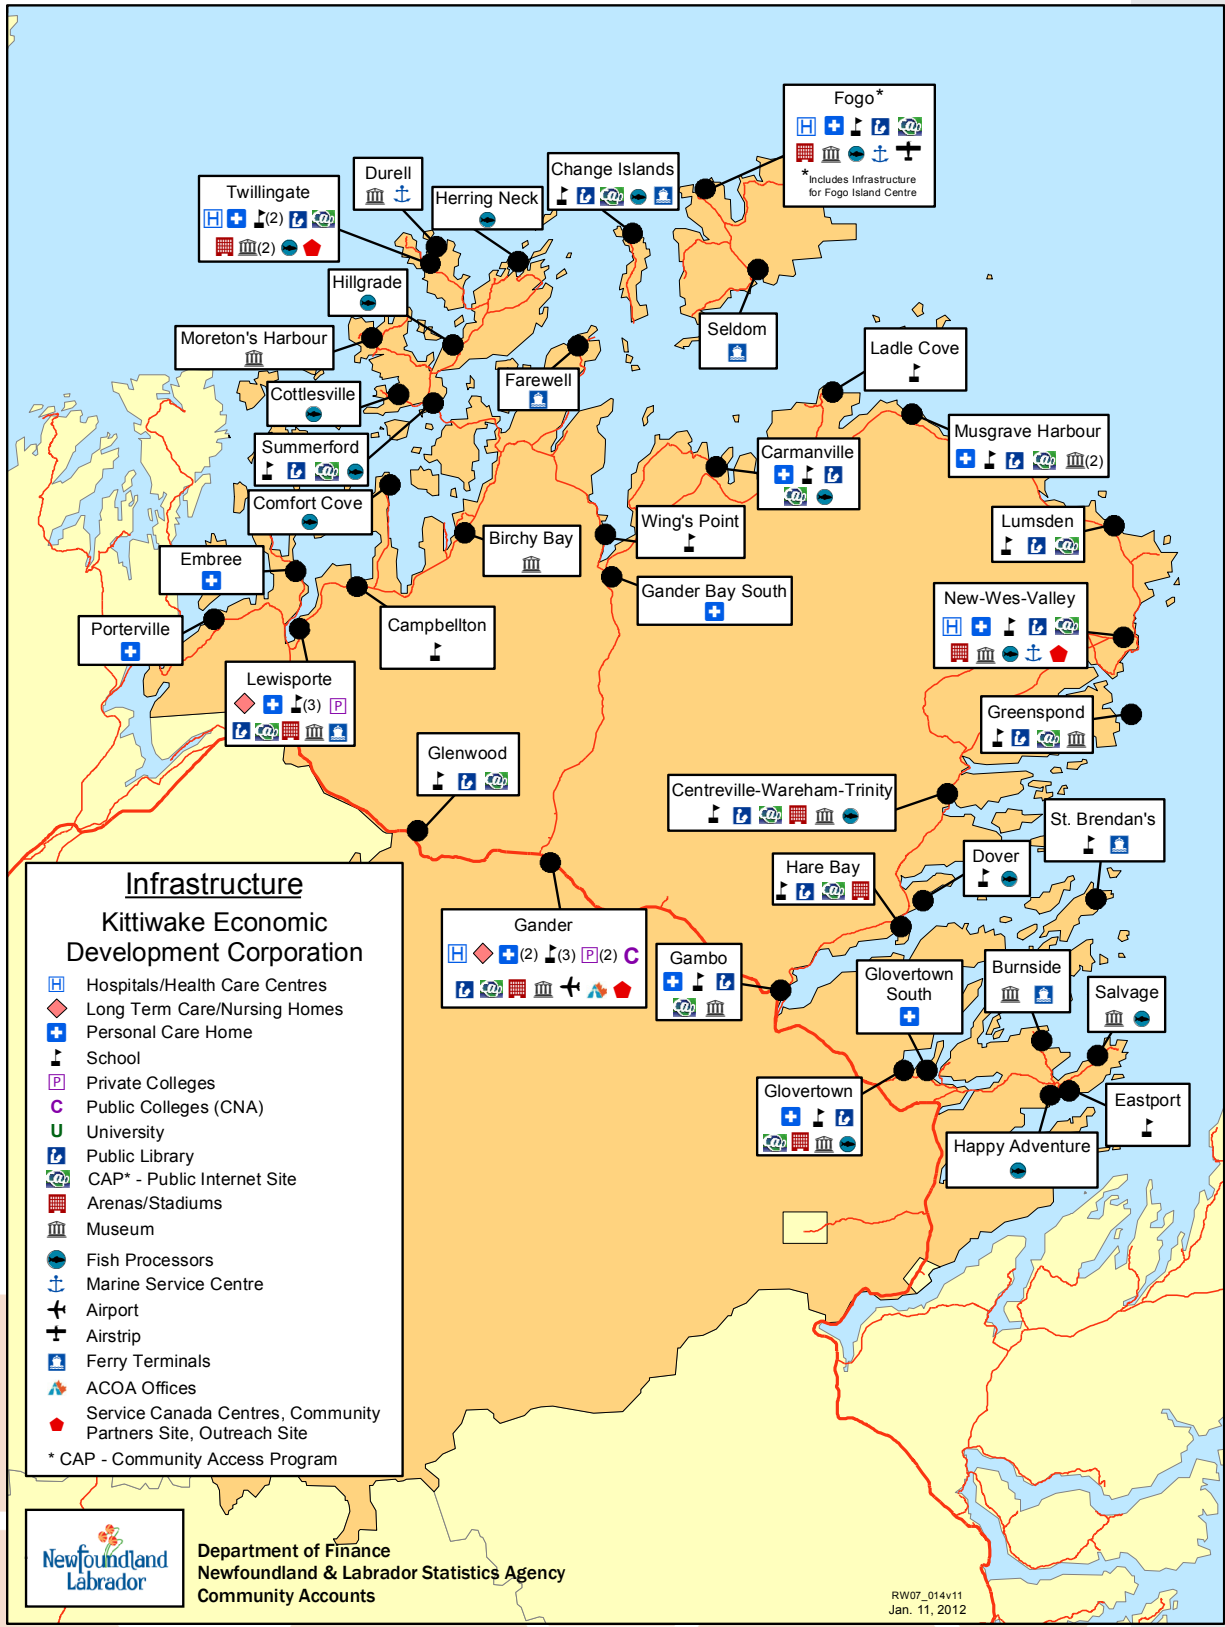 Fogo*
*Includes Infrastructure
for Fogo Island Centre
Durell
Change Islands
Twillingate
(2)
(2)
Herring Neck
Hillgrade
Moreton's Harbour
Seldom
Ladle Cove
Farewell
Cottlesville
Summerford
Musgrave Harbour
(2)
Carmanville
Comfort Cove
Birchy Bay
Wing's Point
Lumsden
Embree
Gander Bay South
New-Wes-Valley
Porterville
Campbellton
Lewisporte
(3) P
Greenspond
Glenwood
Centreville-Wareham-Trinity
St. Brendan's
Dover
Hare Bay
Gander
H (2) (3) P (2) C
Gambo
Glovertown
South
Burnside
Salvage
Glovertown
Eastport
Happy Adventure
Infrastructure
Kittiwake Economic
Development Corporation
H Hospitals/Health Care Centres
Long Term Care/Nursing Homes
Personal Care Home
School
P Private Colleges
C Public Colleges (CNA)
U University
Public Library
C@p CAP* - Public Internet Site
Arenas/Stadiums
Museum
Fish Processors
Marine Service Centre
Airport
Airstrip
Ferry Terminals
ACOA Offices
Service Canada Centres, Community
Partners Site, Outreach Site
* CAP - Community Access Program
Newfoundland
Labrador
Department of Finance
Newfoundland & Labrador Statistics Agency
Community Accounts
RW07_014v11
Jan. 11, 2012